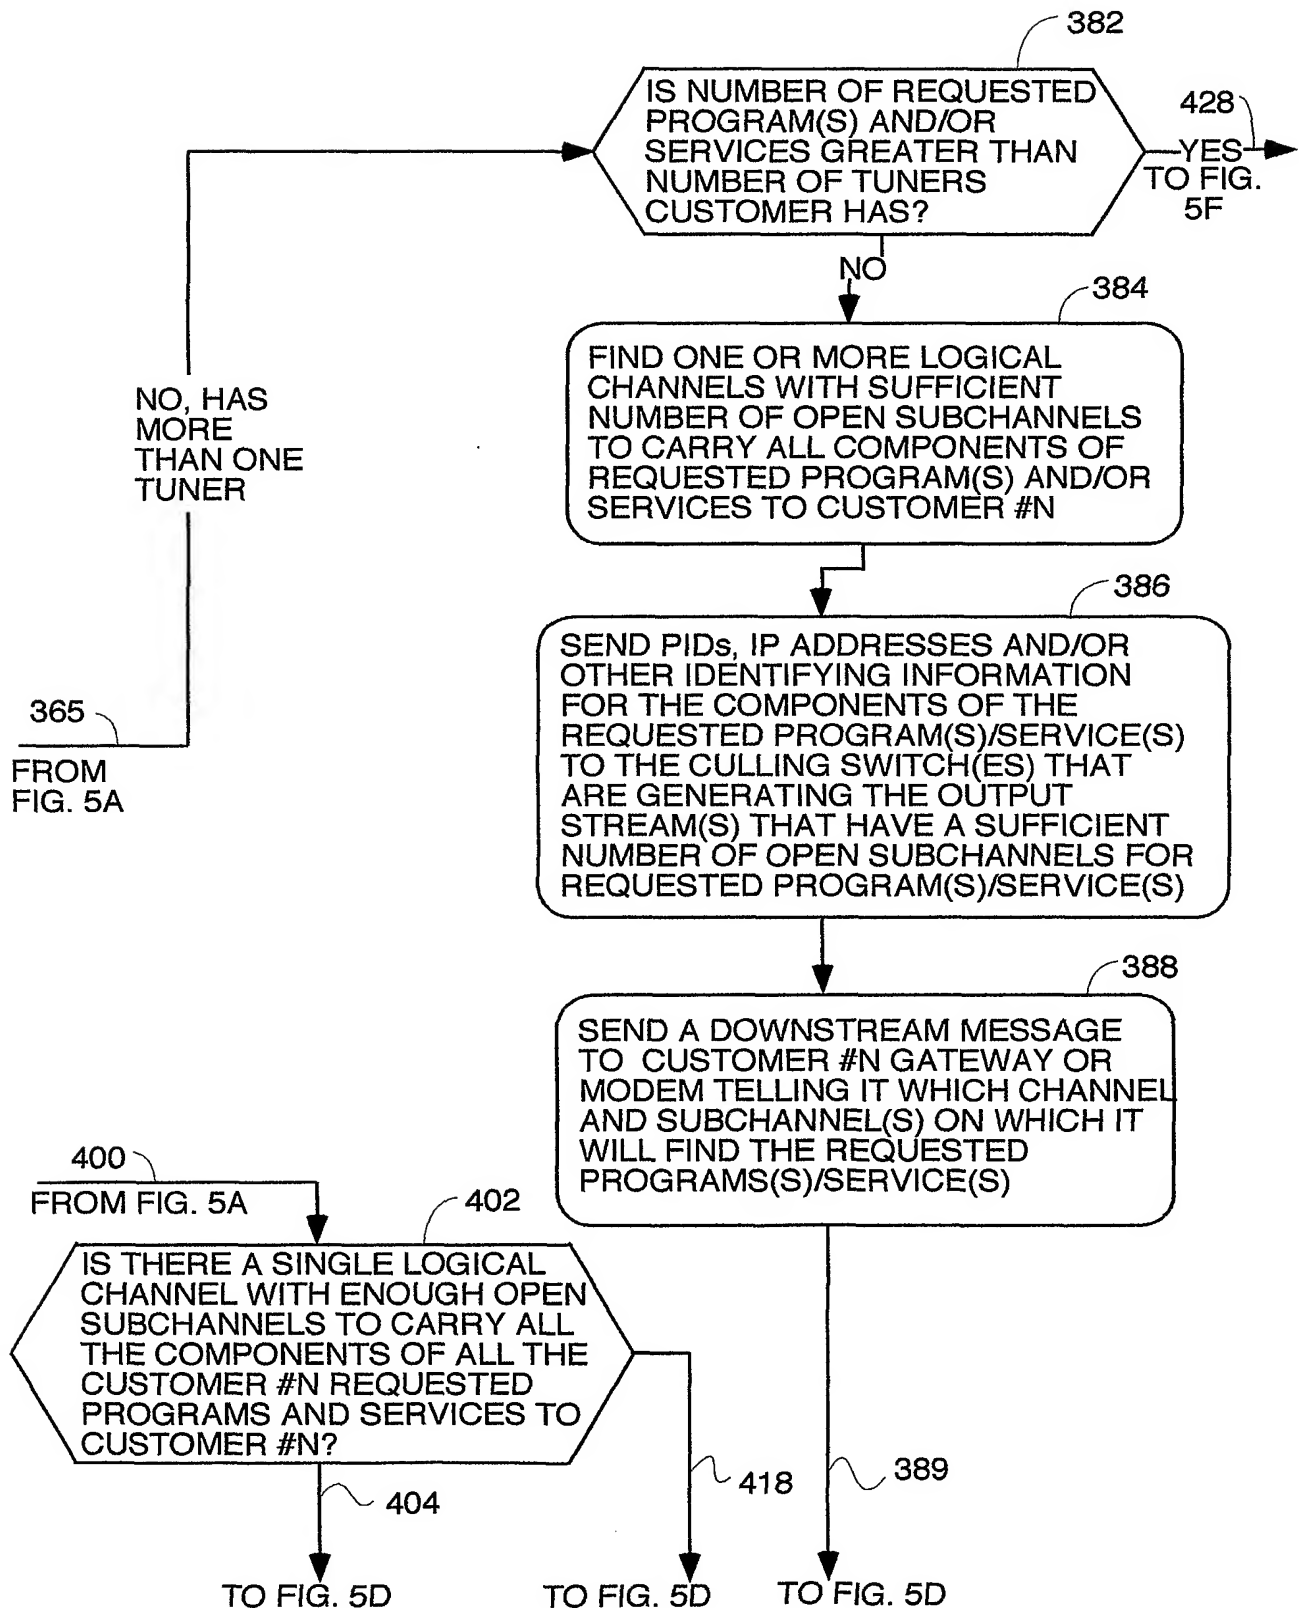 382
IS NUMBER OF REQUESTED
PROGRAM(S) AND/OR
SERVICES GREATER THAN
NUMBER OF TUNERS
CUSTOMER HAS?
428
YES
TO FIG.
5F
NO
384
FIND ONE OR MORE LOGICAL
CHANNELS WITH SUFFICIENT
NUMBER OF OPEN SUBCHANNELS
TO CARRY ALL COMPONENTS OF
REQUESTED PROGRAM(S) AND/OR
SERVICES TO CUSTOMER #N
NO, HAS
MORE
THAN ONE
TUNER
386
SEND PIDs, IP ADDRESSES AND/OR
OTHER IDENTIFYING INFORMATION
FOR THE COMPONENTS OF THE
REQUESTED PROGRAM(S)/SERVICE(S)
TO THE CULLING SWITCH(ES) THAT
ARE GENERATING THE OUTPUT
STREAM(S) THAT HAVE A SUFFICIENT
NUMBER OF OPEN SUBCHANNELS FOR
REQUESTED PROGRAM(S)/SERVICE(S)
365
FROM
FIG. 5A
388
SEND A DOWNSTREAM MESSAGE
TO CUSTOMER #N GATEWAY OR
MODEM TELLING IT WHICH CHANNEL
AND SUBCHANNEL(S) ON WHICH IT
WILL FIND THE REQUESTED
PROGRAMS(S)/SERVICE(S)
400
FROM FIG. 5A
402
IS THERE A SINGLE LOGICAL
CHANNEL WITH ENOUGH OPEN
SUBCHANNELS TO CARRY ALL
THE COMPONENTS OF ALL THE
CUSTOMER #N REQUESTED
PROGRAMS AND SERVICES TO
CUSTOMER #N?
404
418
389
TO FIG. 5D
TO FIG. 5D
TO FIG. 5D